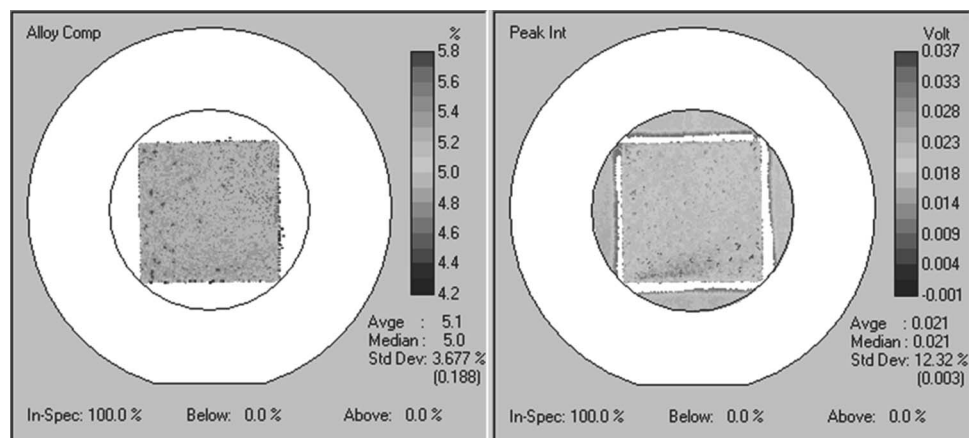 Alloy Comp
%
5.8
5.6
5.4
5.2
5.0
4.8
4.6
4.4
4.2
Avge : 5.1
Median : 5.0
Std Dev: 3.677 %
(0.188)
In-Spec: 100.0 % Below: 0.0 % Above: 0.0 %
Peak Int
Volt
0.037
0.033
0.028
0.023
0.018
0.014
0.009
0.004
-0.001
Avge : 0.021
Median : 0.021
Std Dev: 12.32 %
(0.003)
In-Spec: 100.0 % Below: 0.0 % Above: 0.0 %